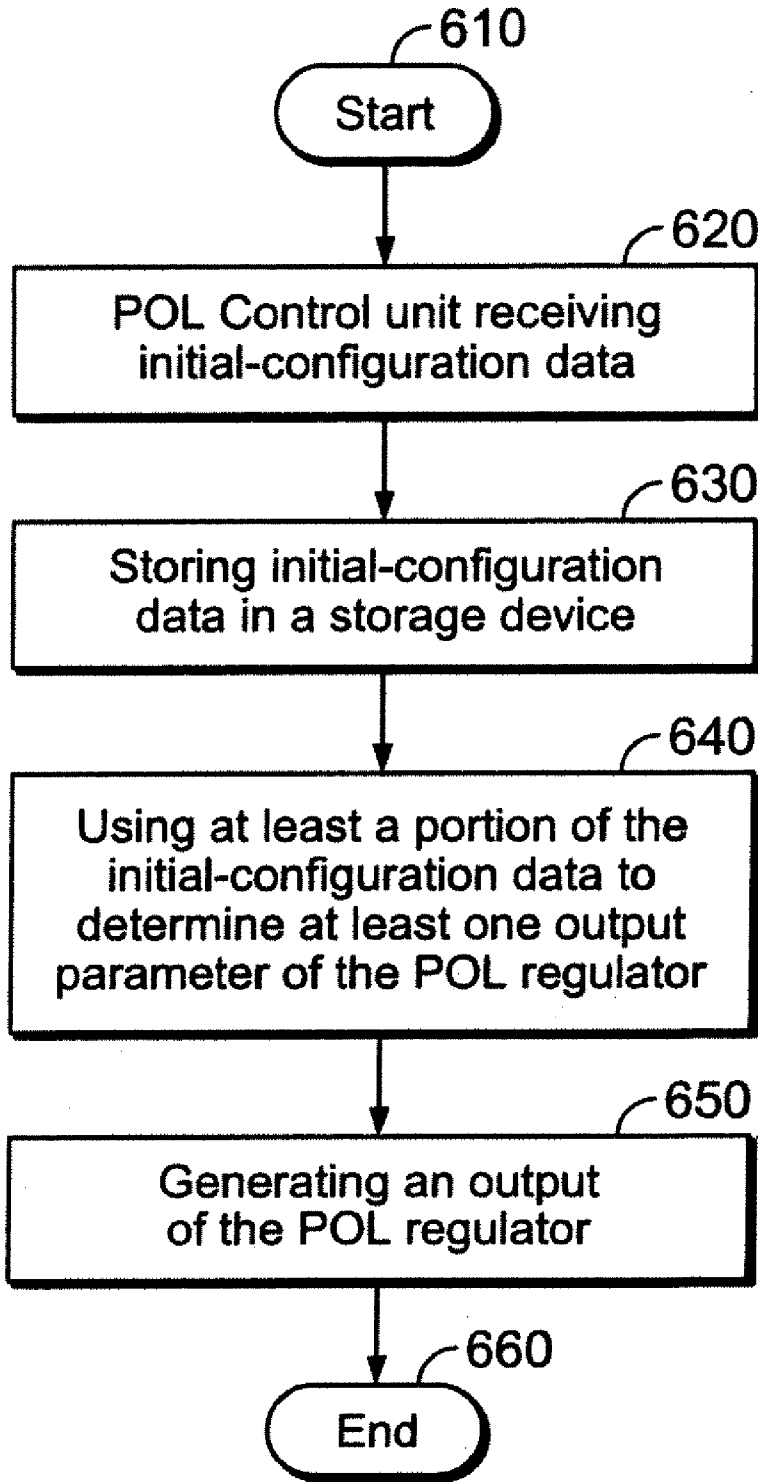 610
Start
620
POL Control unit receiving
initial-configuration data
630
Storing initial-configuration
data in a storage device
640
Using at least a portion of the
initial-configuration data to
determine at least one output
parameter of the POL regulator
650
Generating an output
of the POL regulator
660
End